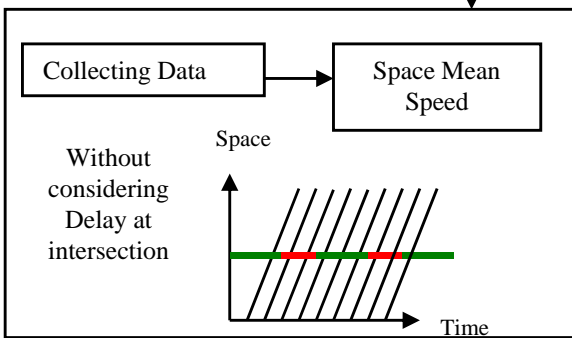 Collecting Data
Space Mean
Speed
Without
considering
Delay at
intersection
Space
Time